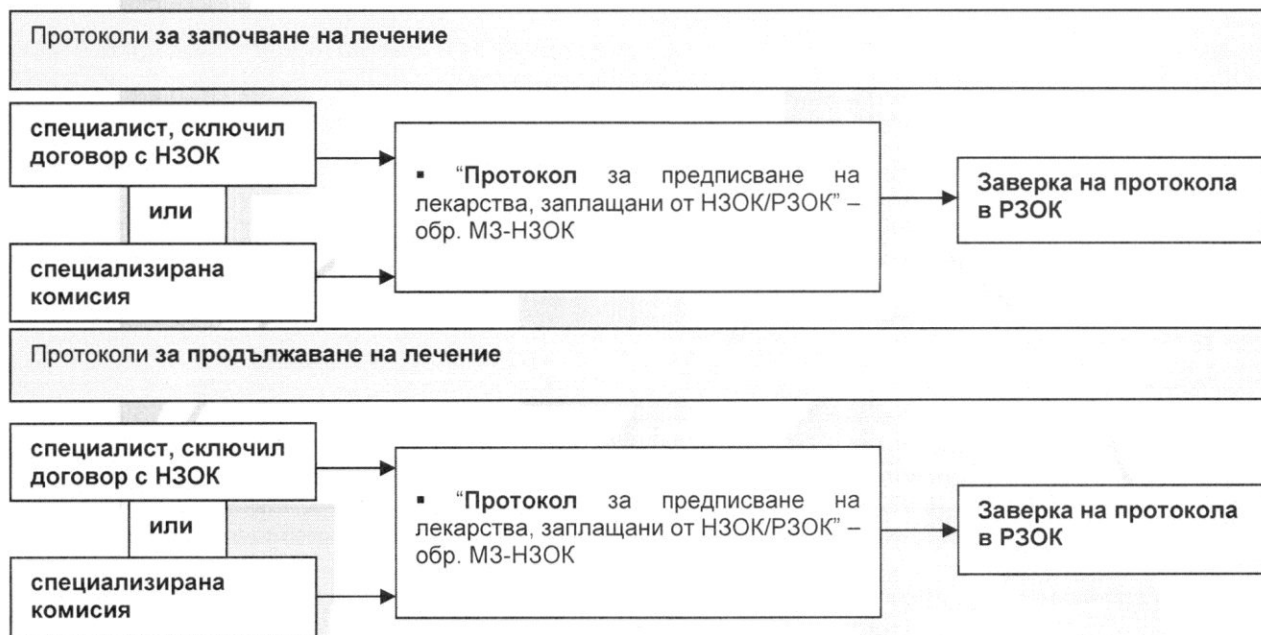 Протоколи за започване на лечение
специалист, сключил
договор с НЗОК
или
специализирана
комисия
▪ “Протокол за предписване на
лекарства, заплащани от НЗОК/РЗОК” –
обр. МЗ-НЗОК
Заверка на протокола
в РЗОК
Протоколи за продължаване на лечение
специалист, сключил
договор с НЗОК
или
специализирана
комисия
▪ “Протокол за предписване на
лекарства, заплащани от НЗОК/РЗОК” –
обр. МЗ-НЗОК
Заверка на протокола
в РЗОК